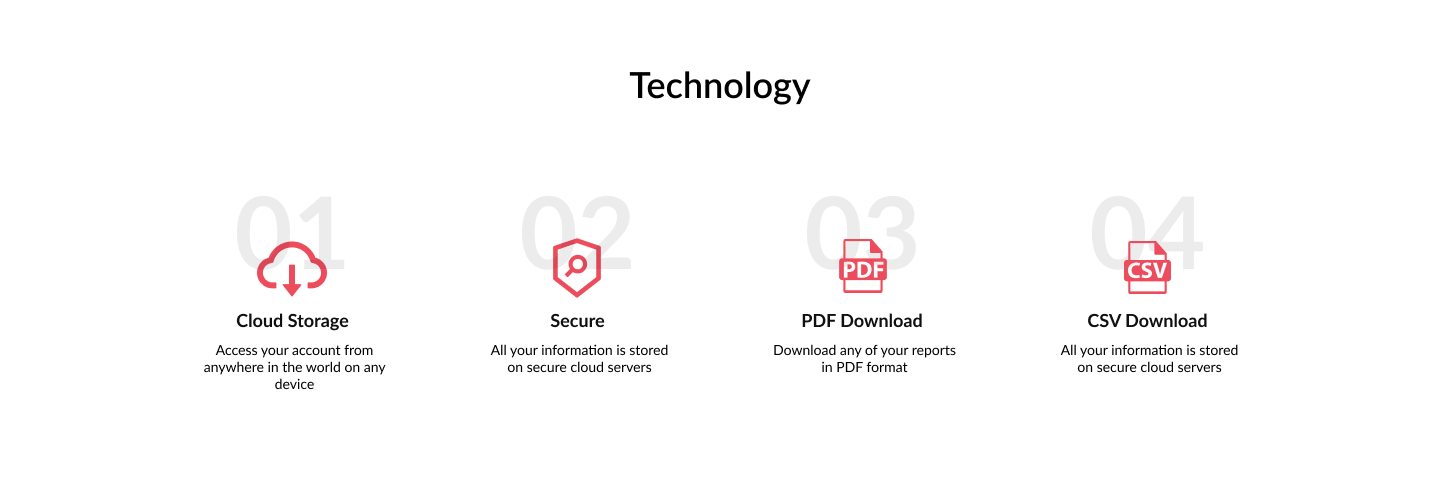 Technology
01
Cloud Storage
Access your account from
anywhere in the world on any
device
02
Secure
All your information is stored
on secure cloud servers
03
PDF
PDF Download
Download any of your reports
in PDF format
04
CSV
CSV Download
All your information is stored
on secure cloud servers